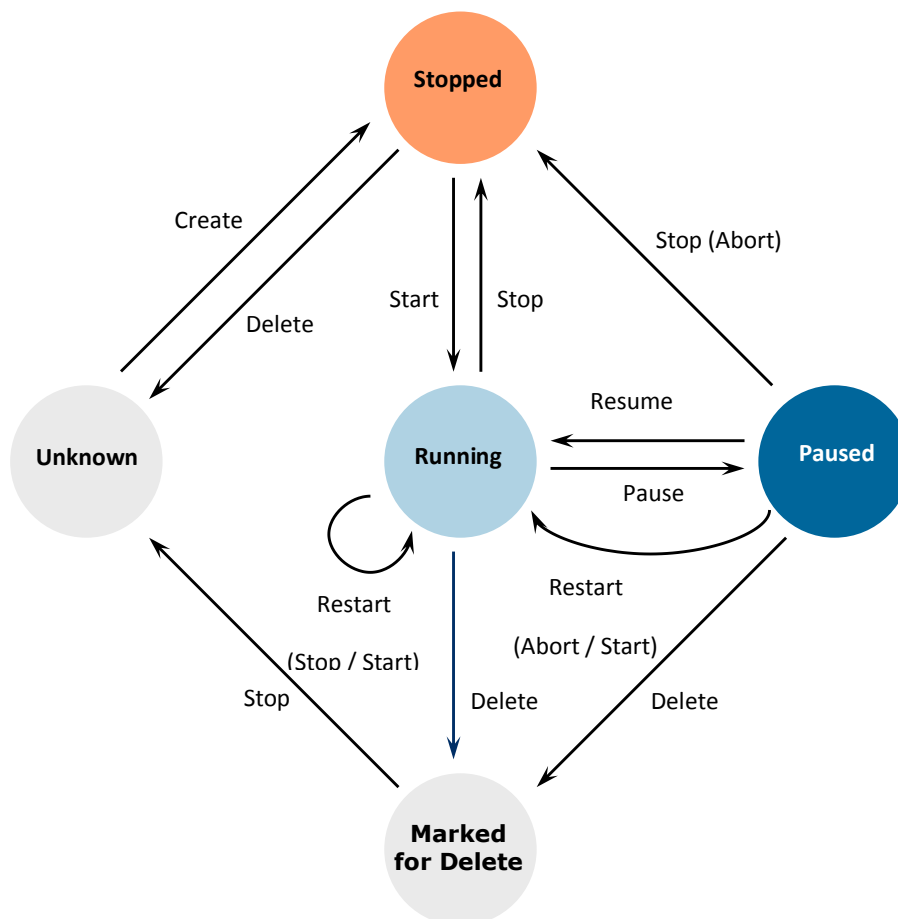 Stopped
Create
Stop (Abort)
Delete
Start
Stop
Resume
Unknown
Running
Paused
Pause
Restart
(Stop / Start)
Restart
(Abort / Start)
Stop
Delete
Delete
Marked
for Delete